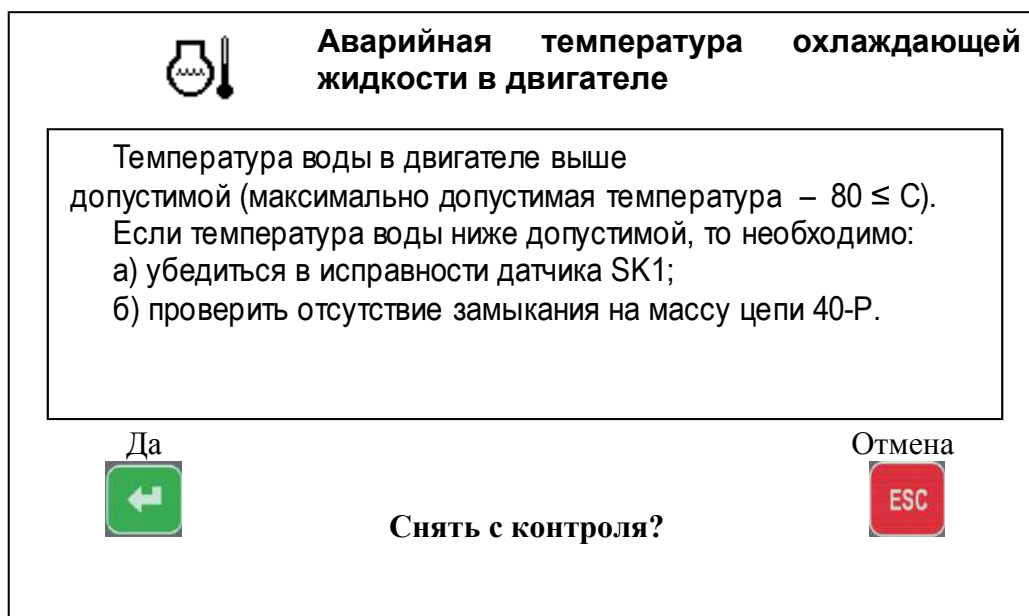 Аварийная температура охлаждающей
жидкости в двигателе
Температура воды в двигателе выше
допустимой (максимально допустимая температура – 80 ≤ С).
Если температура воды ниже допустимой, то необходимо:
а) убедиться в исправности датчика SK1;
б) проверить отсутствие замыкания на массу цепи 40-Р.
Да
Отмена
ESC
Снять с контроля?